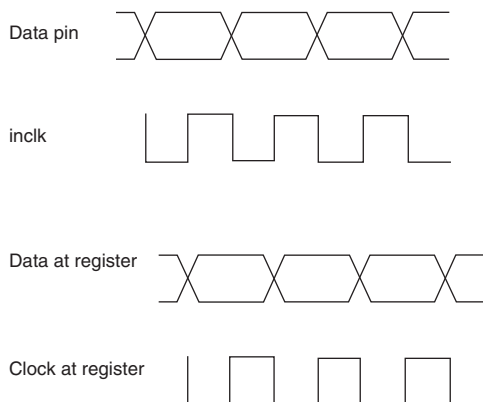 Data pin
inclk
Data at register
Clock at register